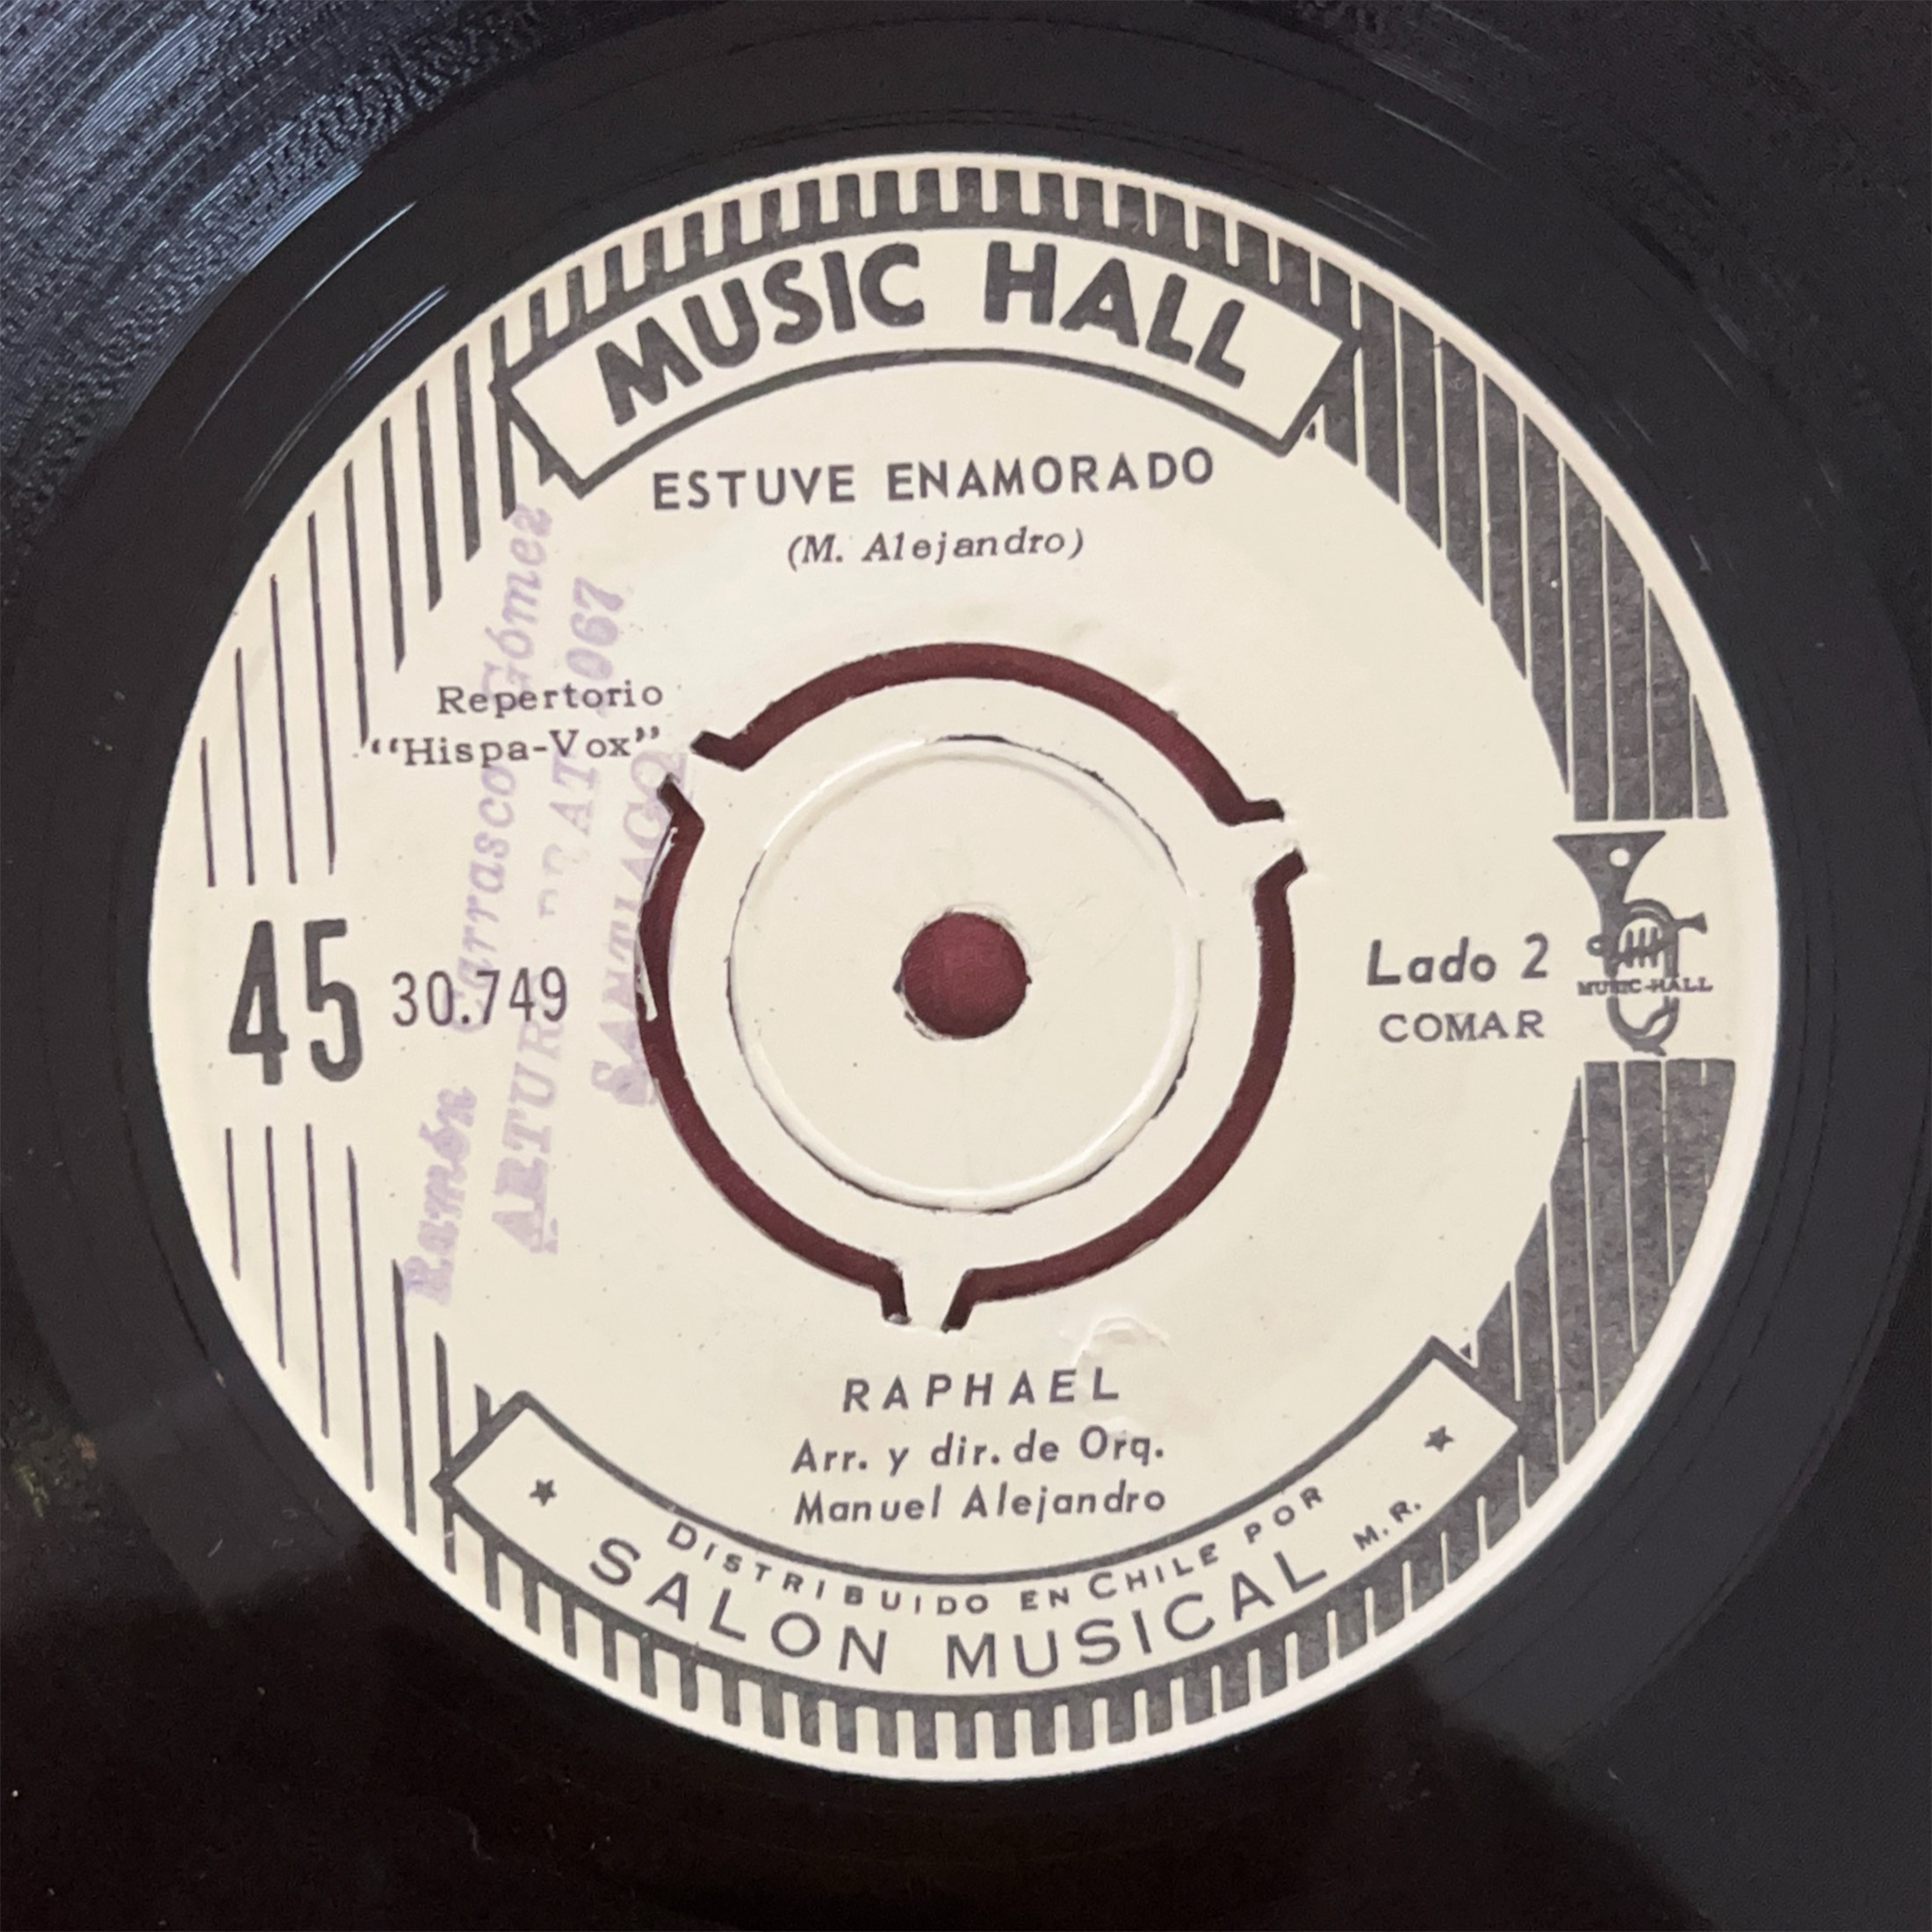 MUSIC HALL
ESTUVE ENAMORADO
(M. Alejandro)
Repertorio
“Hispa-Vox”
45
30.749
Lado 2
COMAR
MUSIC-HALL
Ramón Carrasco Gómez
SANTIAGO
RAPHAEL
Arr. y dir. de Orq.
Manuel Alejandro
DISTRIBUIDO EN CHILE POR
SALON MUSICAL M.R.